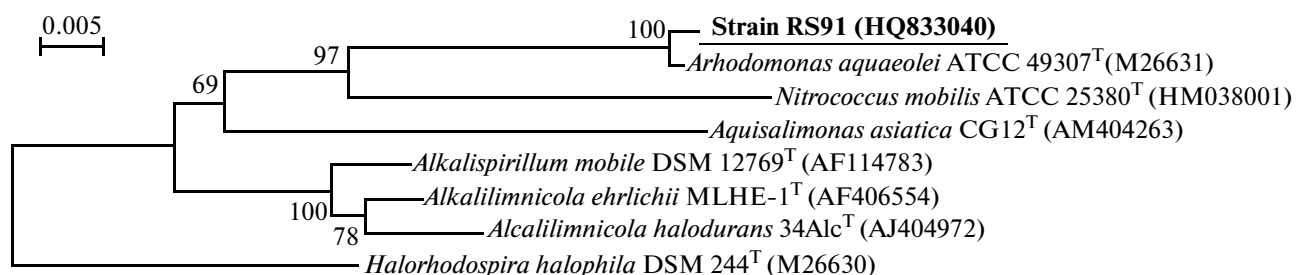 0.005
100 Strain RS91 (HQ833040)
97 Arhodomonas aquaeolei ATCC 49307T(M26631)
69 Nitrococcus mobilis ATCC 25380T (HM038001)
Aquisalimonas asiatica CG12T (AM404263)
Alkalispirillum mobile DSM 12769T (AF114783)
Alkalilimnicola ehrlichii MLHE-1T (AF406554)
100
Alcalilimnicola halodurans 34AlcT (AJ404972)
78
Halorhodospira halophila DSM 244T (M26630)